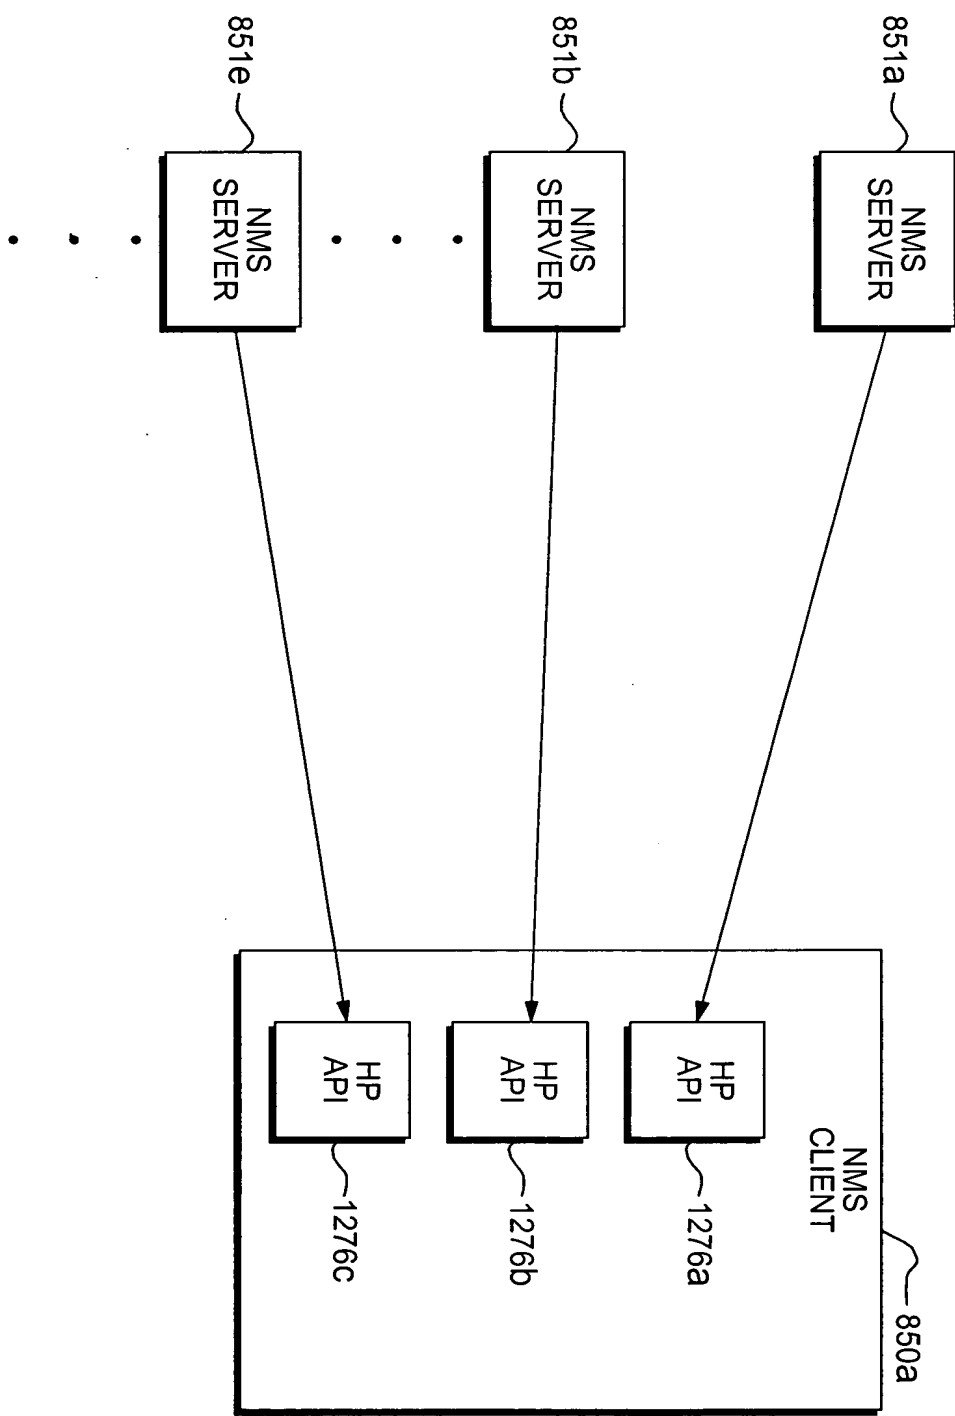 851a
NMS
SERVER
851b
NMS
SERVER
851e
NMS
SERVER
NMS
CLIENT
850a
HP
API
1276a
HP
API
1276b
HP
API
1276c